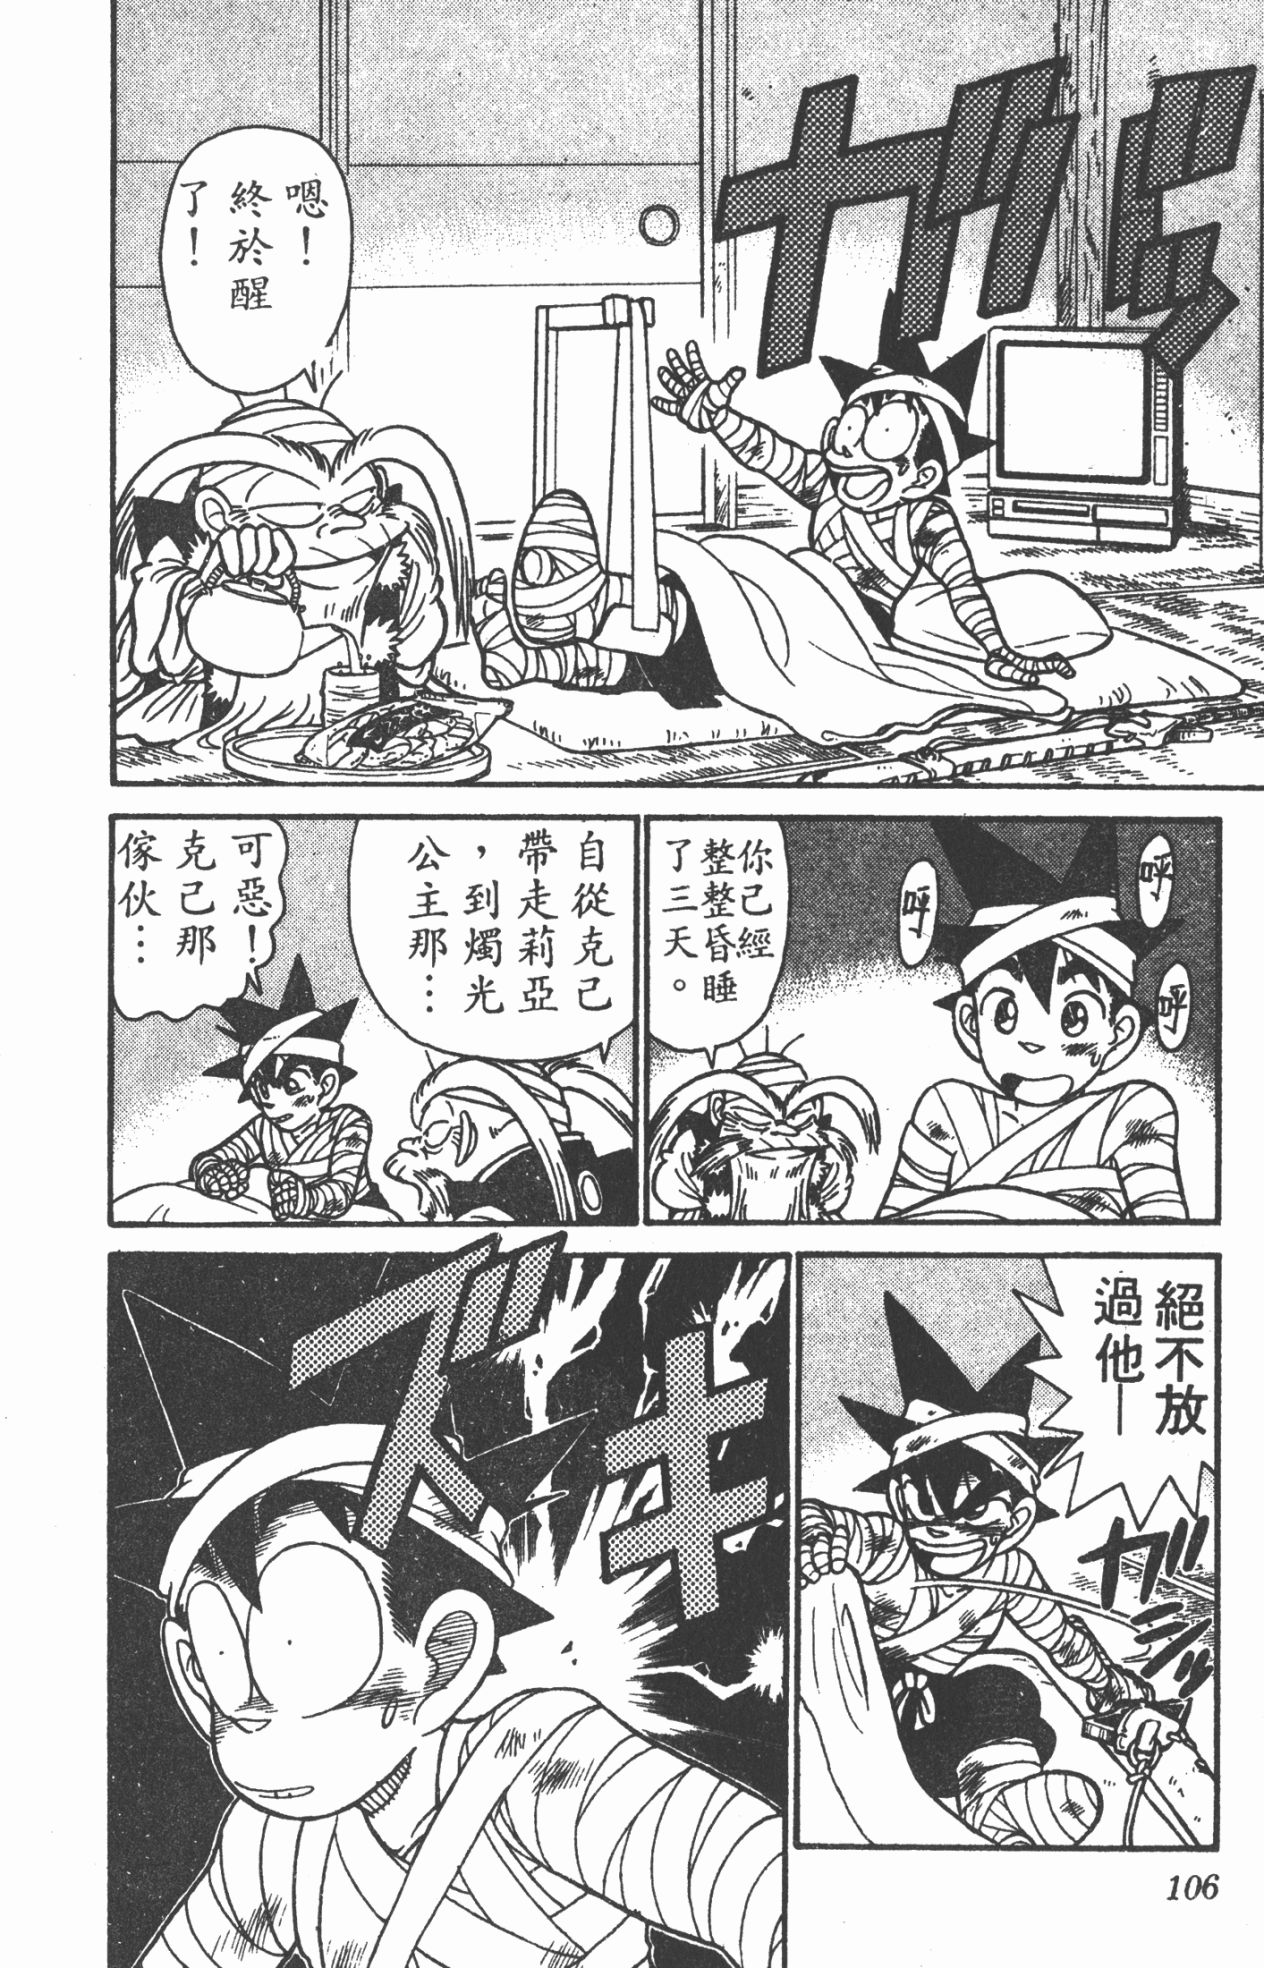 ガバッ
嗯！
終於醒
了！
呼
呼
呼
你已經
整整昏睡
了三天。
自從克己
帶走莉亞
，到燭光
公主那…
可惡！
克己那
傢伙…
絕不放
過他—
ガシッ
ズキ
106